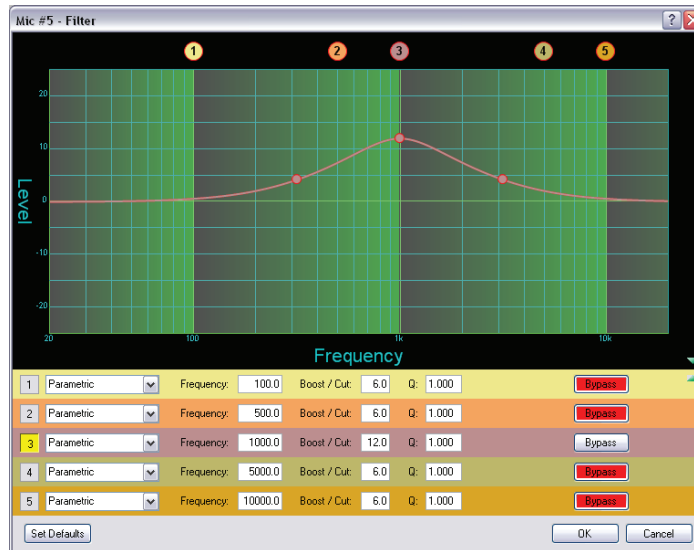 Mic #5 - Filter
?
1 2 3 4 5
20
10
0
-10
-20
Level
20 100 1k 10k
Frequency
1 Parametric Frequency: 100.0 Boost / Cut: 6.0 Q: 1.000 Bypass
2 Parametric Frequency: 500.0 Boost / Cut: 6.0 Q: 1.000 Bypass
3 Parametric Frequency: 1000.0 Boost / Cut: 12.0 Q: 1.000 Bypass
4 Parametric Frequency: 5000.0 Boost / Cut: 6.0 Q: 1.000 Bypass
5 Parametric Frequency: 10000.0 Boost / Cut: 6.0 Q: 1.000 Bypass
Set Defaults OK Cancel